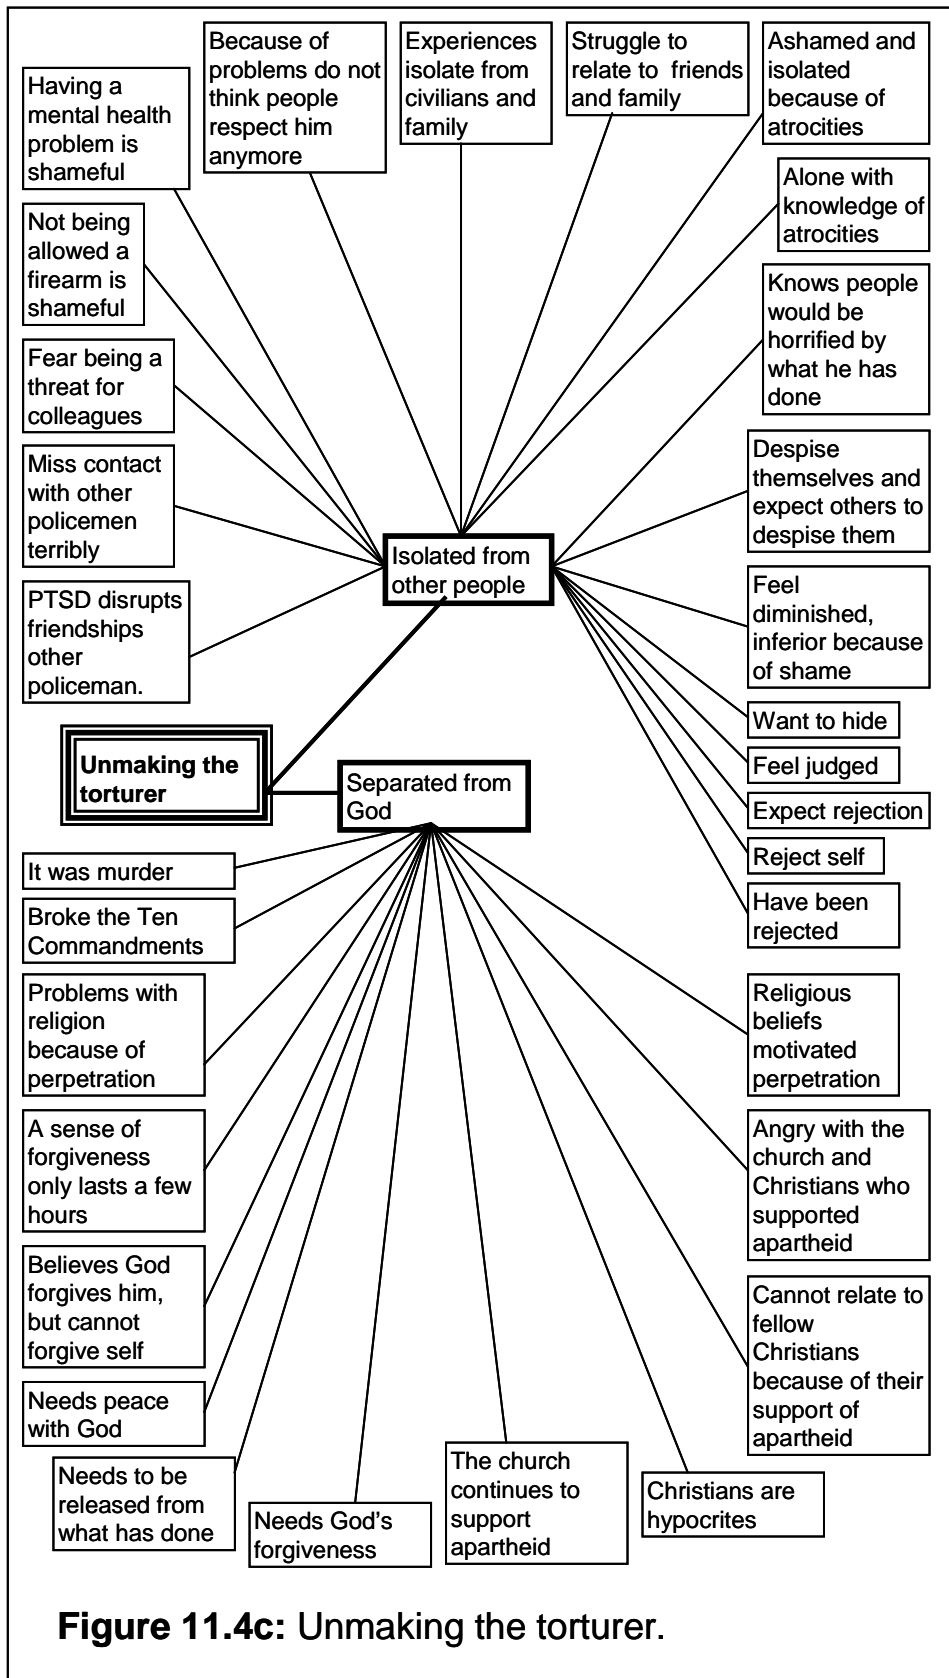 Having a
mental health
problem is
shameful
Because of
problems do not
think people
respect him
anymore
Experiences
isolate from
civilians and
family
Struggle to
relate to friends
and family
Ashamed and
isolated
because of
atrocities
Alone with
knowledge of
atrocities
Not being
allowed a
firearm is
shameful
Knows people
would be
horrified by
what he has
done
Fear being a
threat for
colleagues
Miss contact
with other
policemen
terribly
Despise
themselves and
expect others to
despise them
Isolated from
other people
PTSD disrupts
friendships
other
policeman.
Feel
diminished,
inferior because
of shame
Want to hide
Feel judged
Expect rejection
Reject self
Have been
rejected
Unmaking the
torturer
Separated from
God
It was murder
Broke the Ten
Commandments
Problems with
religion
because of
perpetration
A sense of
forgiveness
only lasts a few
hours
Believes God
forgives him,
but cannot
forgive self
Needs peace
with God
Needs to be
released from
what has done
Needs God's
forgiveness
The church
continues to
support
apartheid
Christians are
hypocrites
Religious
beliefs
motivated
perpetration
Angry with the
church and
Christians who
supported
apartheid
Cannot relate to
fellow
Christians
because of their
support of
apartheid
Figure 11.4c: Unmaking the torturer.